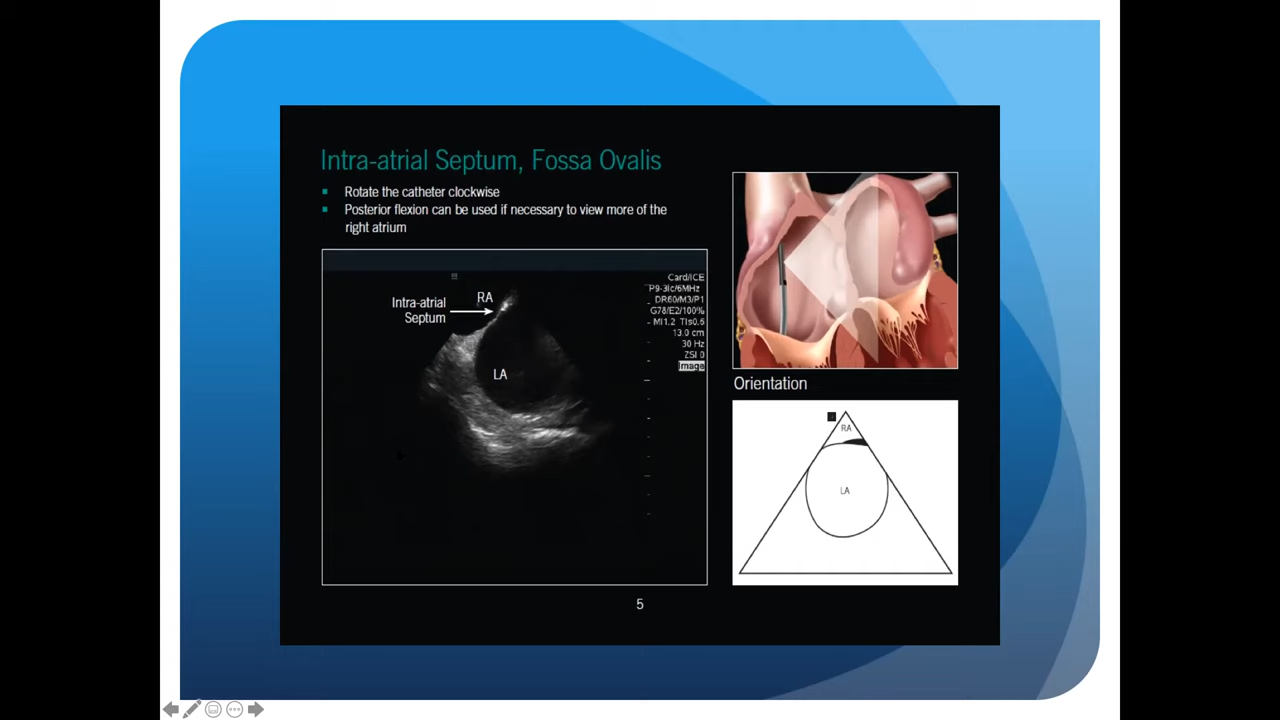 Intra-atrial Septum, Fossa Ovalis
Rotate the catheter clockwise
Posterior flexion can be used if necessary to view more of the
right atrium
Intra-atrial
Septum
RA
LA
Card/ICE
P9-3ic/6MHz
DR60/M3/P1
G78/E2/100%
MI1.2 TIs0.5
13.0 cm
30 Hz
ZSI 0
Image
Orientation
RA
LA
5